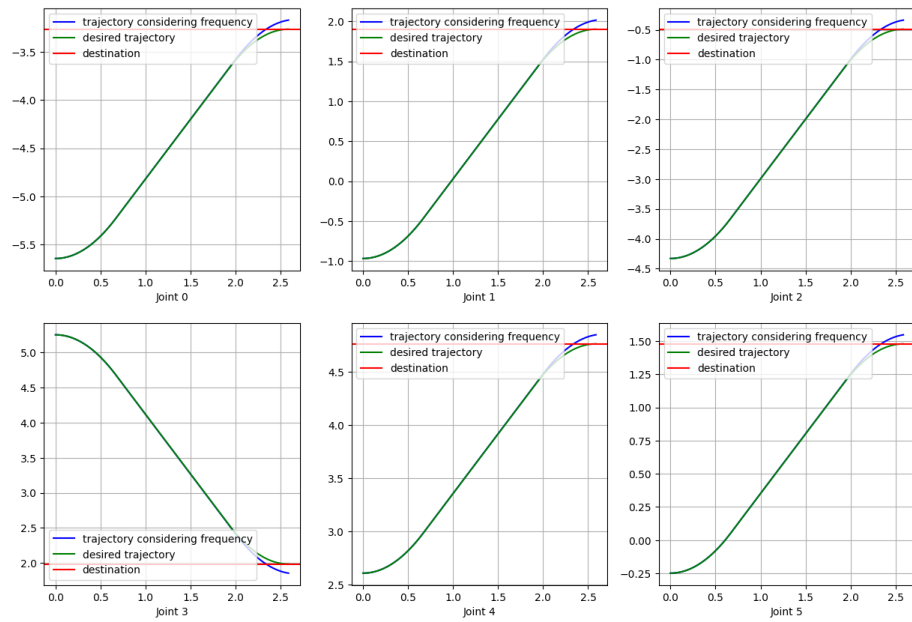 trajectory considering frequency
desired trajectory
destination
−3.5
−4.0
−4.5
−5.0
−5.5
0.0 0.5 1.0 1.5 2.0 2.5
Joint 0
trajectory considering frequency
desired trajectory
destination
2.0
1.5
1.0
0.5
0.0
−0.5
−1.0
0.0 0.5 1.0 1.5 2.0 2.5
Joint 1
trajectory considering frequency
desired trajectory
destination
−0.5
−1.0
−1.5
−2.0
−2.5
−3.0
−3.5
−4.0
−4.5
0.0 0.5 1.0 1.5 2.0 2.5
Joint 2
5.0
4.5
4.0
3.5
3.0
2.5
2.0
trajectory considering frequency
desired trajectory
destination
0.0 0.5 1.0 1.5 2.0 2.5
Joint 3
trajectory considering frequency
desired trajectory
destination
4.5
4.0
3.5
3.0
2.5
0.0 0.5 1.0 1.5 2.0 2.5
Joint 4
trajectory considering frequency
desired trajectory
destination
1.50
1.25
1.00
0.75
0.50
0.25
0.00
−0.25
0.0 0.5 1.0 1.5 2.0 2.5
Joint 5